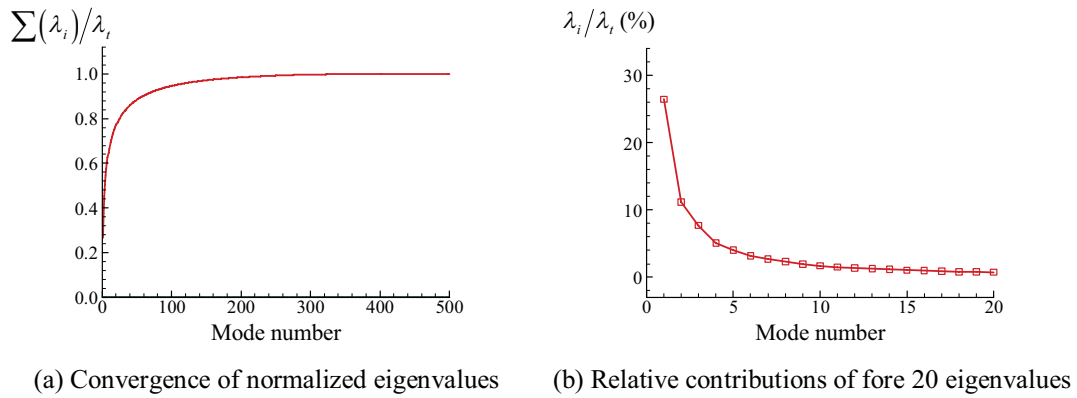 ∑(λᵢ)/λₜ
1.0
0.8
0.6
0.4
0.2
0.0
0 100 200 300 400 500
Mode number
(a) Convergence of normalized eigenvalues
λᵢ/λₜ (%)
30
20
10
0
0 5 10 15 20
Mode number
(b) Relative contributions of fore 20 eigenvalues